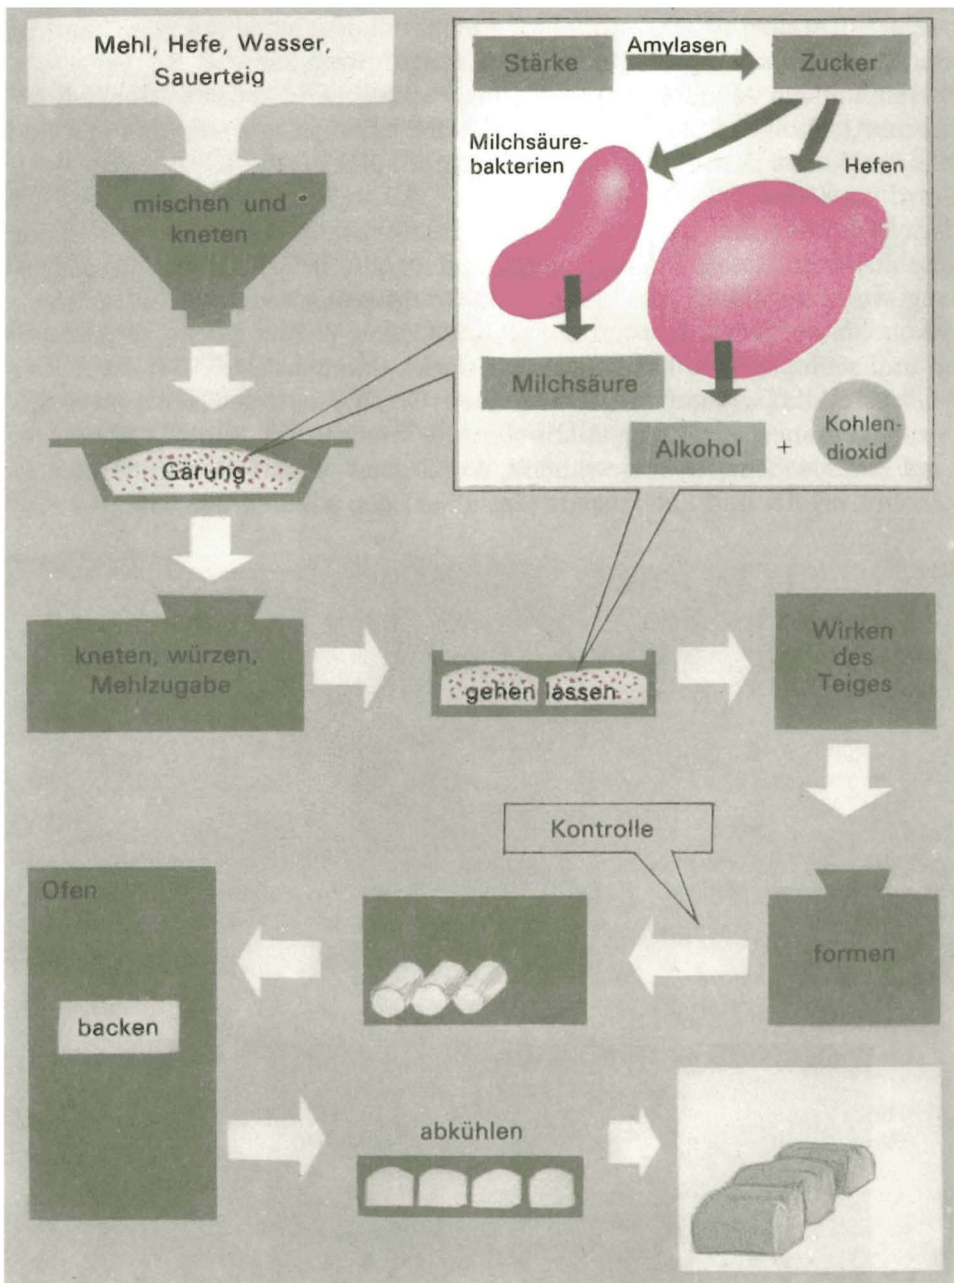 Mehl, Hefe, Wasser,
Sauerteig
mischen und
kneten
Gärung
Stärke
Amylasen
Zucker
Milchsäure-
bakterien
Hefen
Milchsäure
Alkohol
+
Kohlen-
dioxid
kneten, würzen,
Mehlzugabe
gehen lassen
Wirken
des
Teiges
Kontrolle
formen
Ofen
backen
abkühlen